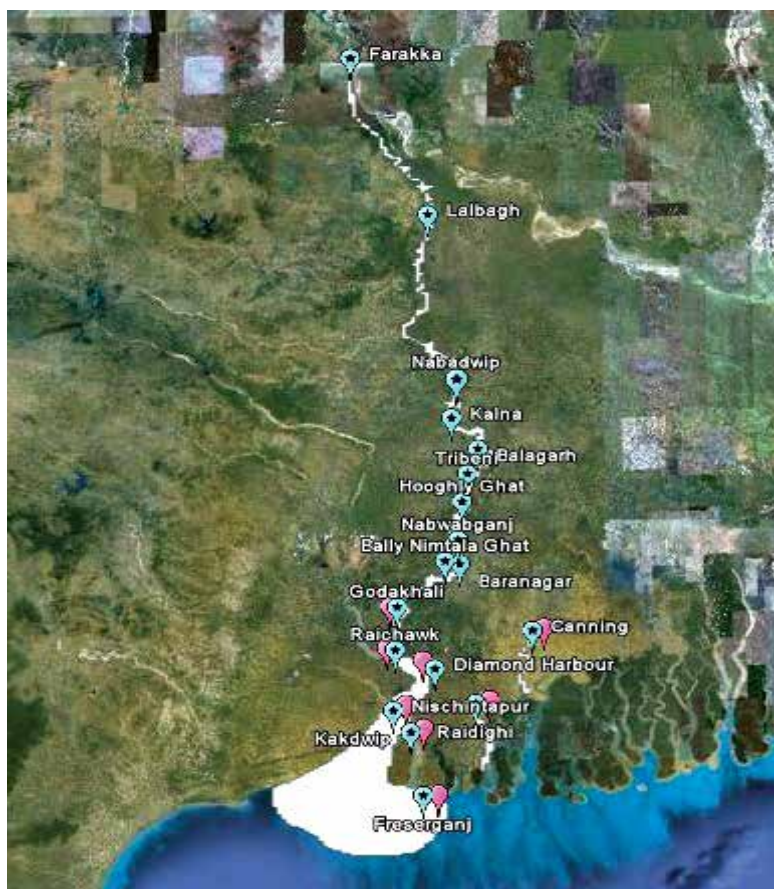 Farakka
Lalbagh
Nabadwip
Kalna
Balagarh
Tribeni
Hooghly Ghat
Nabwabganj
Bally Nimtala Ghat
Baranagar
Godakhali
Canning
Raichawk
Diamond Harbour
Nischintapur
Raidighi
Kakdwip
Freserganj